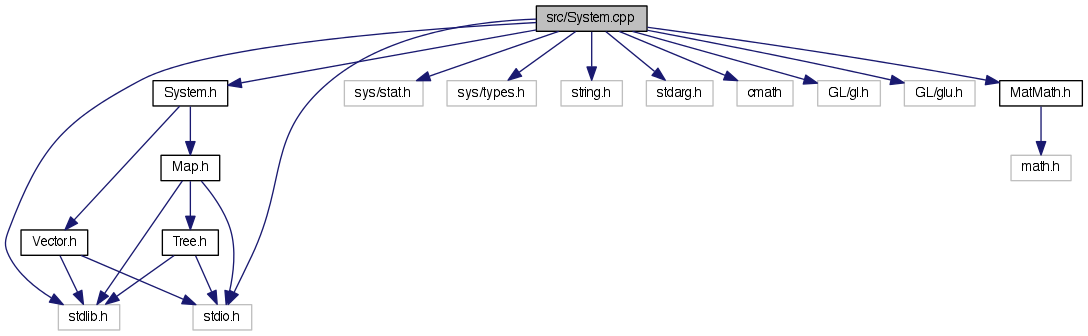 src/System.cpp
System.h
sys/stat.h
sys/types.h
string.h
stdarg.h
cmath
GL/gl.h
GL/glu.h
MatMath.h
Map.h
math.h
Vector.h
Tree.h
stdlib.h
stdio.h